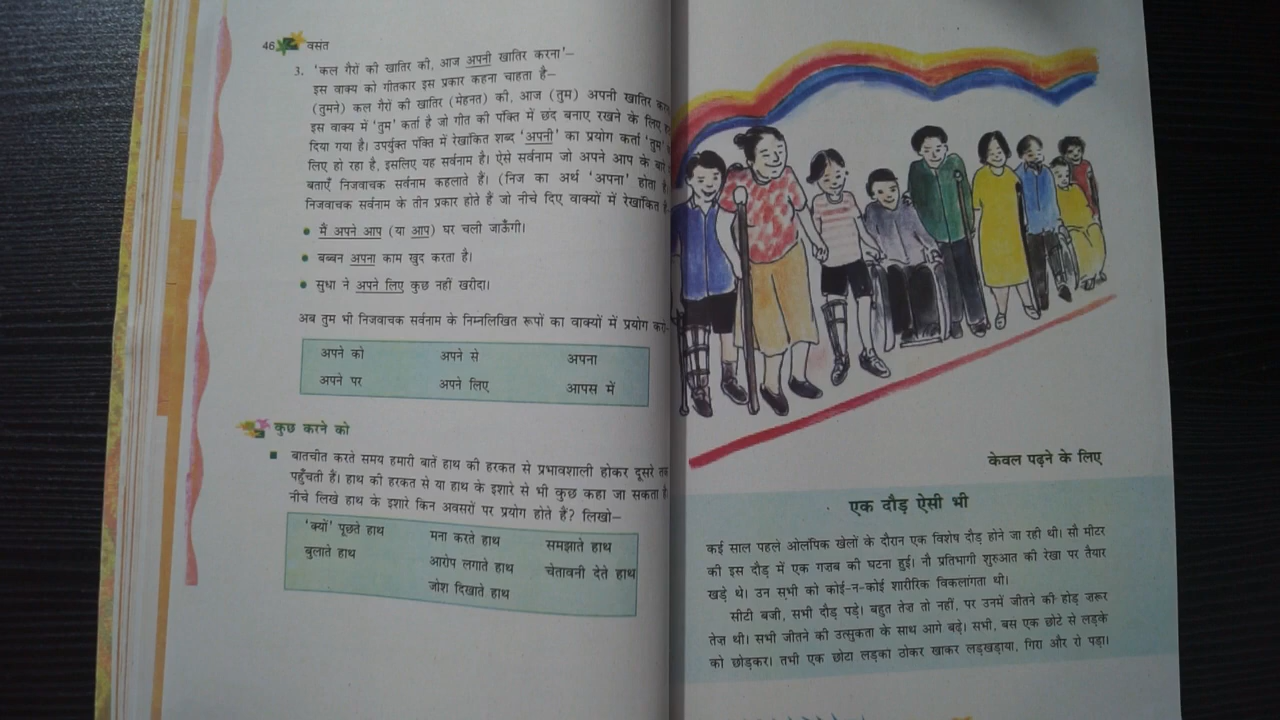 46 वसंत
3. 'कल गैरों की खातिर की, आज अपनी खातिर करना'–
इस वाक्य को गीतकार इस प्रकार कहना चाहता है–
(तुमने) कल गैरों की खातिर (मेहनत) की, आज (तुम) अपनी खातिर
इस वाक्य में 'तुम' कर्ता है जो गीत की पंक्ति में छंद बनाए रखने के लिए
दिया गया है। उपर्युक्त पंक्ति में रेखांकित शब्द 'अपनी' का प्रयोग कर्ता 'तुम'
लिए हो रहा है, इसलिए यह सर्वनाम है। ऐसे सर्वनाम जो अपने आप के बारे
बताएँ निजवाचक सर्वनाम कहलाते हैं। (निज का अर्थ 'अपना' होता
निजवाचक सर्वनाम के तीन प्रकार होते हैं जो नीचे दिए वाक्यों में रेखांकित
• मैं अपने आप (या आप) घर चली जाऊँगी।
• बब्बन अपना काम खुद करता है।
• सुधा ने अपने लिए कुछ नहीं खरीदा।
अब तुम भी निजवाचक सर्वनाम के निम्नलिखित रूपों का वाक्यों में प्रयोग करो–
अपने को अपने से अपना
अपने पर अपने लिए आपस में
कुछ करने को
■ बातचीत करते समय हमारी बातें हाथ की हरकत से प्रभावशाली होकर दूसरे तक
पहुँचती हैं। हाथ की हरकत से या हाथ के इशारे से भी कुछ कहा जा सकता है।
नीचे लिखे हाथ के इशारे किन अवसरों पर प्रयोग होते हैं? लिखो–
'क्यों' पूछते हाथ मना करते हाथ समझाते हाथ
बुलाते हाथ आरोप लगाते हाथ चेतावनी देते हाथ
जोश दिखाते हाथ
केवल पढ़ने के लिए
एक दौड़ ऐसी भी
कई साल पहले ओलंपिक खेलों के दौरान एक विशेष दौड़ होने जा रही थी। सौ मीटर
की इस दौड़ में एक गजब की घटना हुई। नौ प्रतिभागी शुरुआत की रेखा पर तैयार
खड़े थे। उन सभी को कोई-न-कोई शारीरिक विकलांगता थी।
सीटी बजी, सभी दौड़ पड़े। बहुत तेज़ तो नहीं, पर उनमें जीतने की होड़ ज़रूर
तेज़ थी। सभी जीतने की उत्सुकता के साथ आगे बढ़े। सभी, बस एक छोटे से लड़के
को छोड़कर। तभी एक छोटा लड़का ठोकर खाकर लड़खड़ाया, गिरा और रो पड़ा।